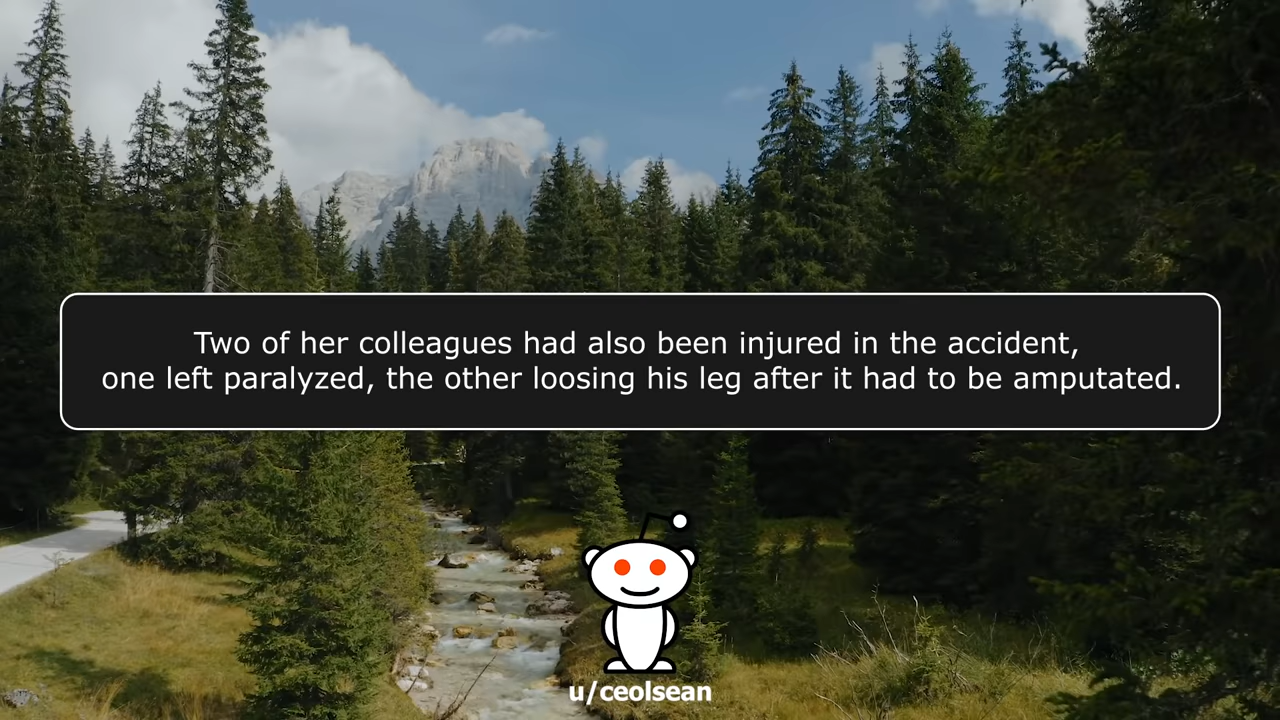 Two of her colleagues had also been injured in the accident,
one left paralyzed, the other loosing his leg after it had to be amputated.
u/ceolsean